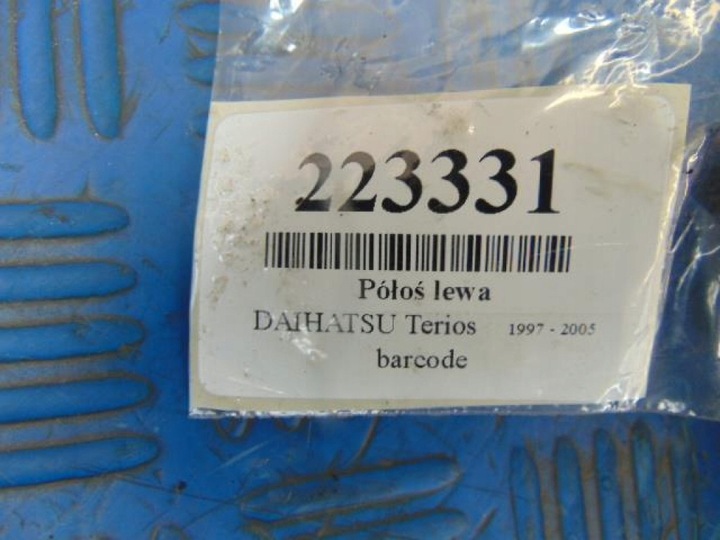 223331
Półoś lewa
DAIHATSU Terios 1997 - 2005
barcode